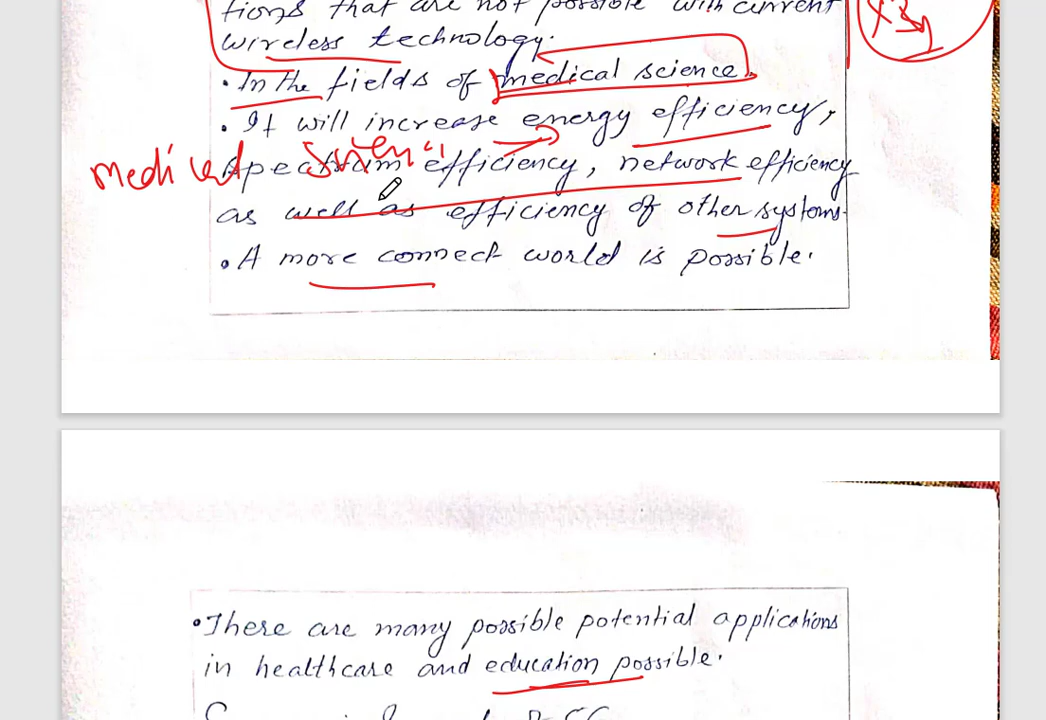 tions that are not possible with current
wireless technology.
• In the fields of medical science.
• It will increase energy efficiency,
spectrum efficiency, network efficiency
as well as efficiency of other systems.
• A more connect world is possible.
Medical
• There are many possible potential applications
in healthcare and education possible.